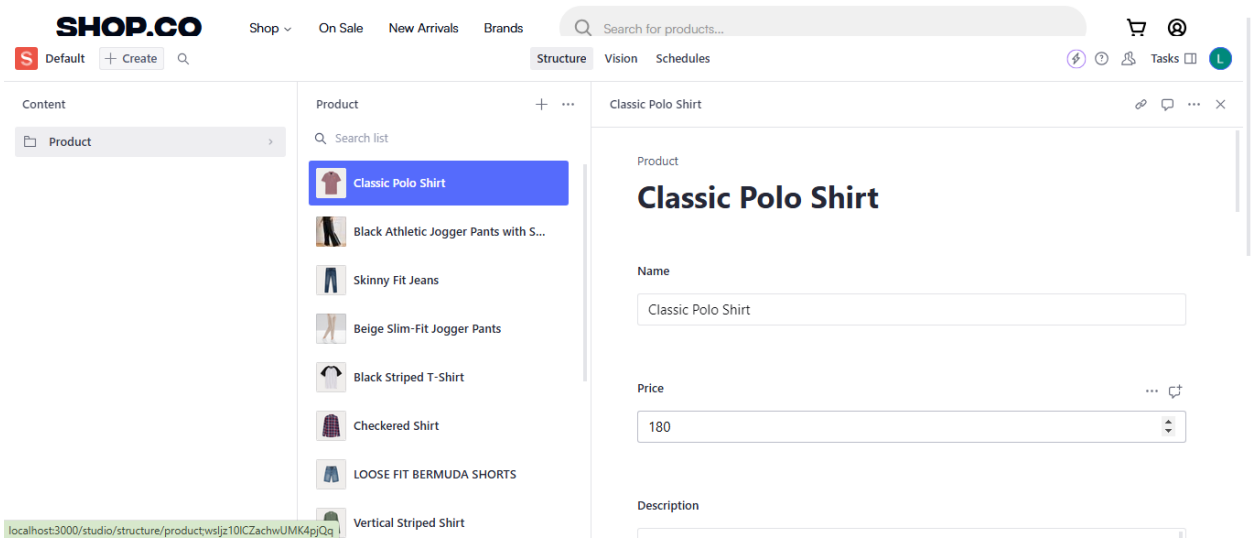 SHOP.CO Shop On Sale New Arrivals Brands Search for products...
S Default + Create Structure Vision Schedules Tasks L
Content
Product
Product
Search list
Classic Polo Shirt
Black Athletic Jogger Pants with S...
Skinny Fit Jeans
Beige Slim-Fit Jogger Pants
Black Striped T-Shirt
Checkered Shirt
LOOSE FIT BERMUDA SHORTS
Vertical Striped Shirt
Classic Polo Shirt
Product
Classic Polo Shirt
Name
Classic Polo Shirt
Price
180
Description
localhost:3000/studio/structure/product;wsljz10lCZachwUMK4pjQq